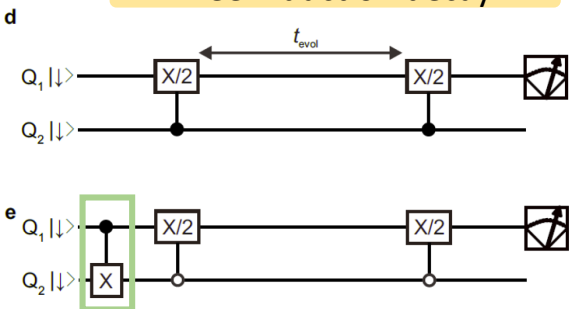 d
t_evol
Q₁|↓> X/2 X/2
Q₂|↓>
e
Q₁|↓> X/2 X/2
Q₂|↓> X